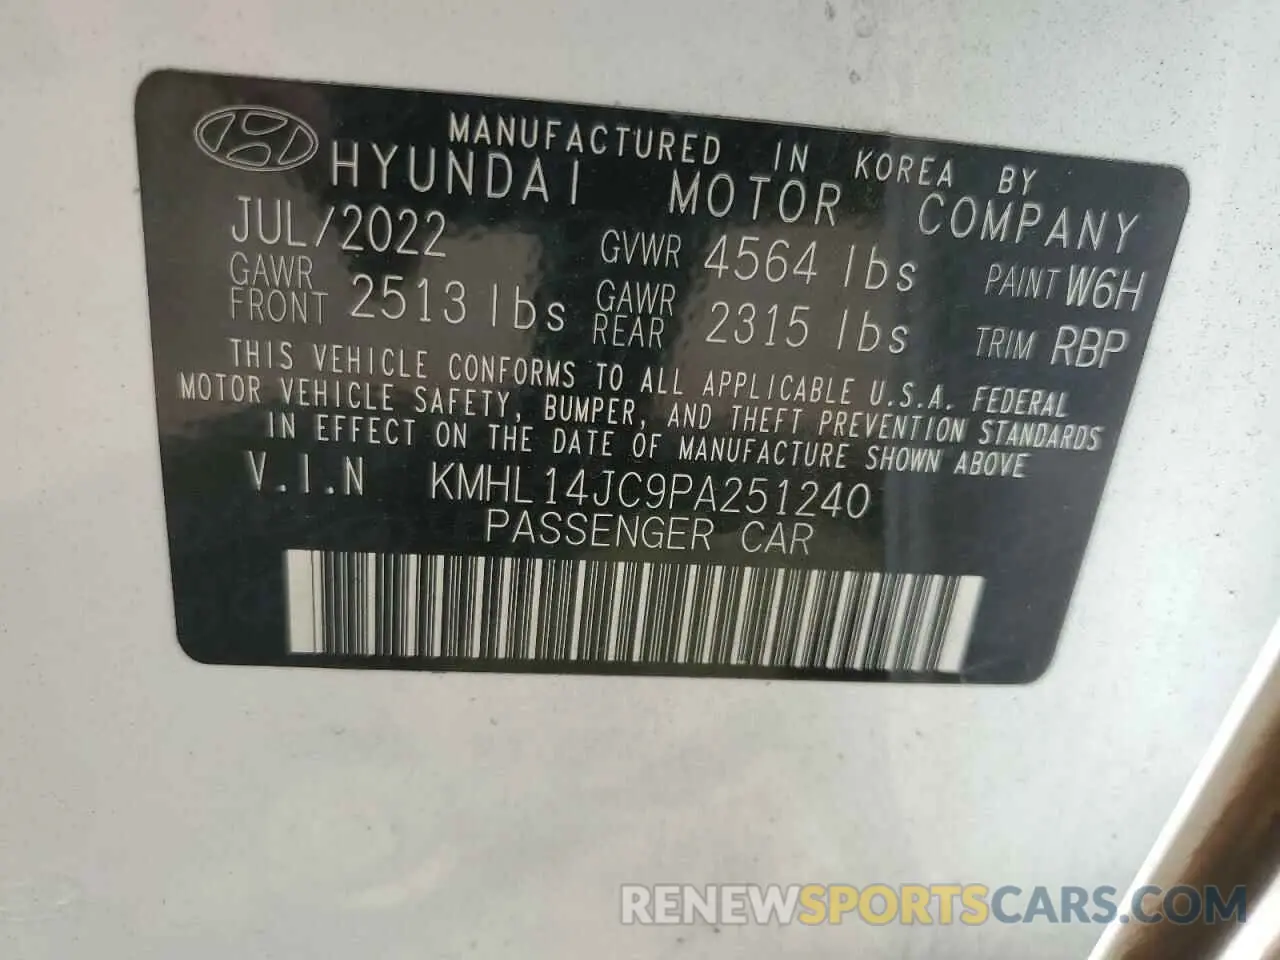 MANUFACTURED IN KOREA BY
HYUNDAI MOTOR COMPANY
JUL/2022 GVWR 4564 lbs PAINT W6H
GAWR FRONT 2513 lbs GAWR REAR 2315 lbs TRIM RBP
THIS VEHICLE CONFORMS TO ALL APPLICABLE U.S.A. FEDERAL
MOTOR VEHICLE SAFETY, BUMPER, AND THEFT PREVENTION STANDARDS
IN EFFECT ON THE DATE OF MANUFACTURE SHOWN ABOVE
V.I.N KMHL14JC9PA251240
PASSENGER CAR
RENEWSPORTSCARS.COM